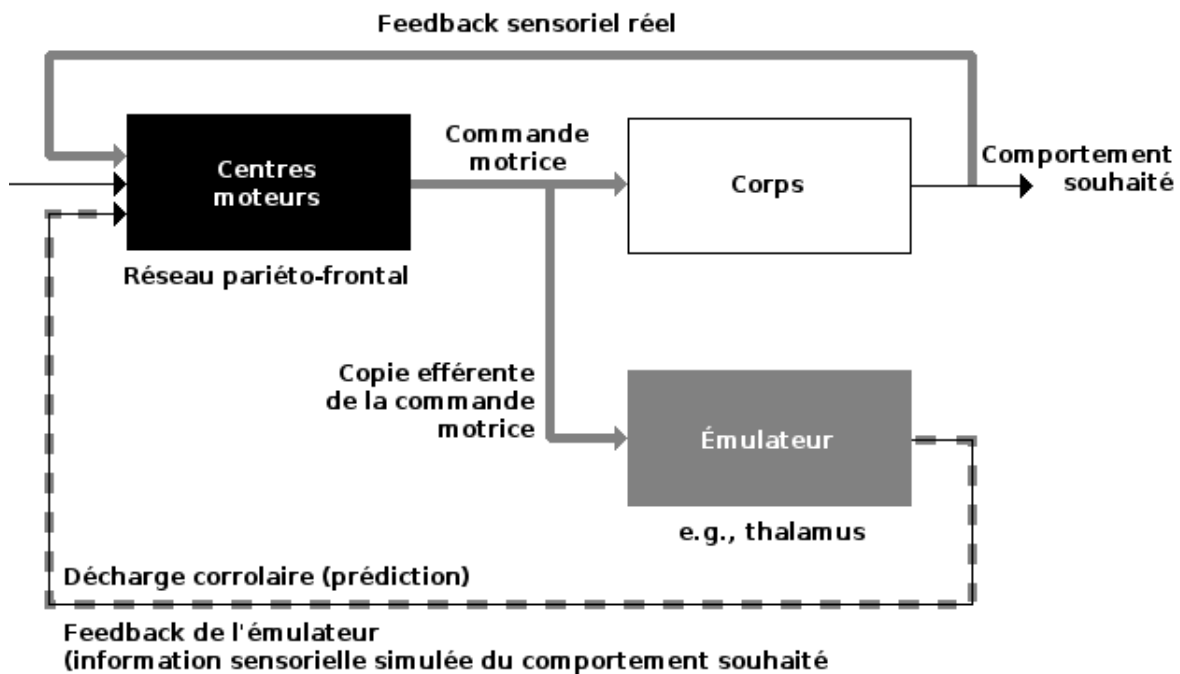 Feedback sensoriel réel
Centres
moteurs
Commande
motrice
Corps
Comportement
souhaité
Réseau pariéto-frontal
Copie efférente
de la commande
motrice
Émulateur
e.g., thalamus
Décharge corrolaire (prédiction)
Feedback de l'émulateur
(information sensorielle simulée du comportement souhaité